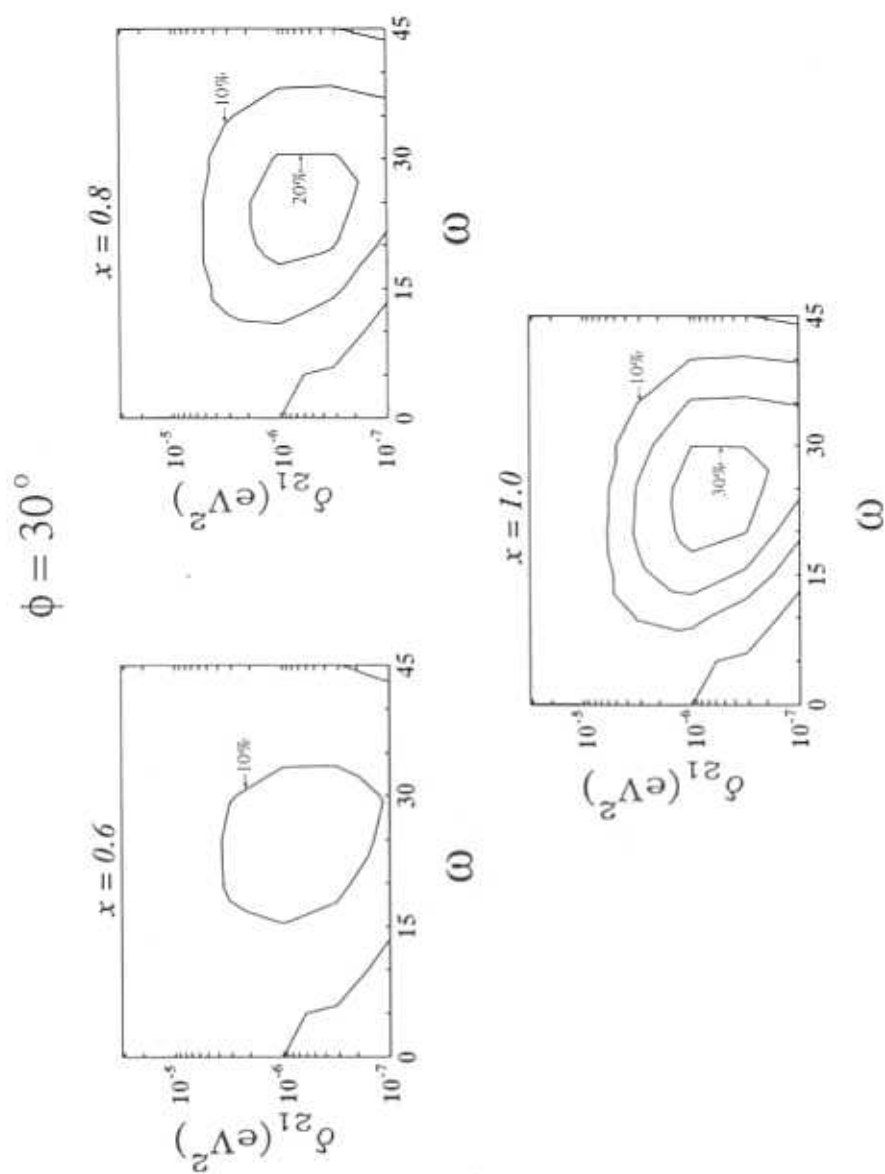 ϕ = 30°
x = 0.6
10⁻⁵
10⁻⁶
10⁻⁷
δ₂₁(eV²)
←10%
0 15 30 45
ω
x = 0.8
10⁻⁵
10⁻⁶
10⁻⁷
δ₂₁(eV²)
←10%
20%→
0 15 30 45
ω
x = 1.0
10⁻⁵
10⁻⁶
10⁻⁷
δ₂₁(eV²)
←10%
30%→
0 15 30 45
ω